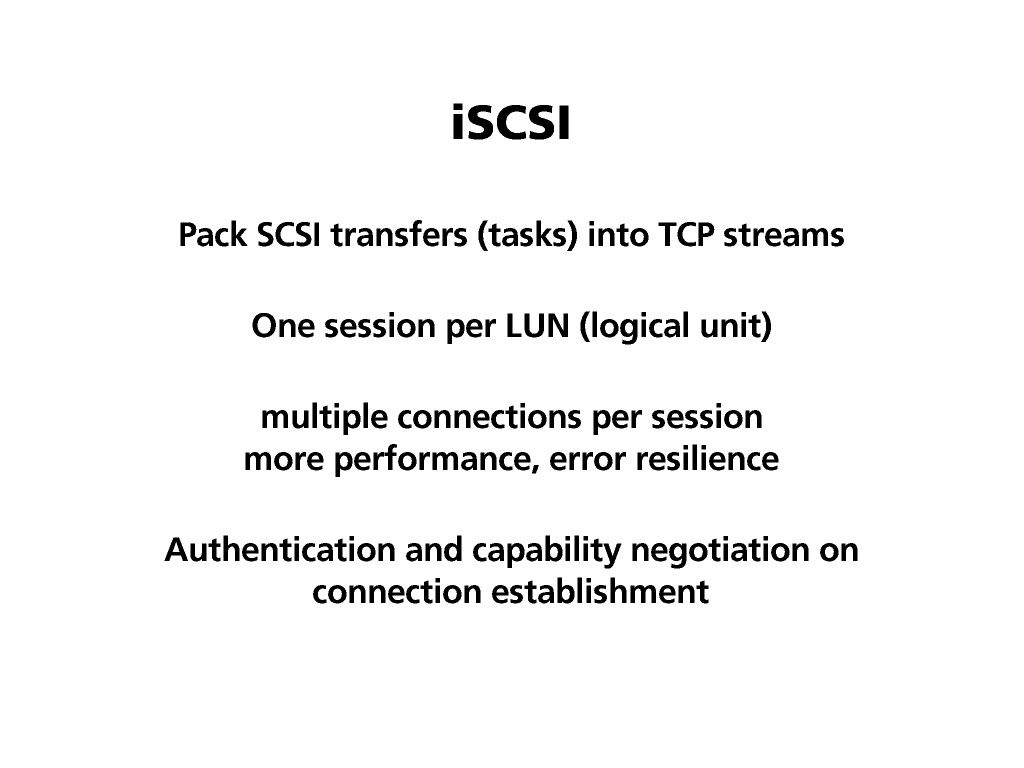 iSCSI
Pack SCSI transfers (tasks) into TCP streams
One session per LUN (logical unit)
multiple connections per session
more performance, error resilience
Authentication and capability negotiation on
connection establishment